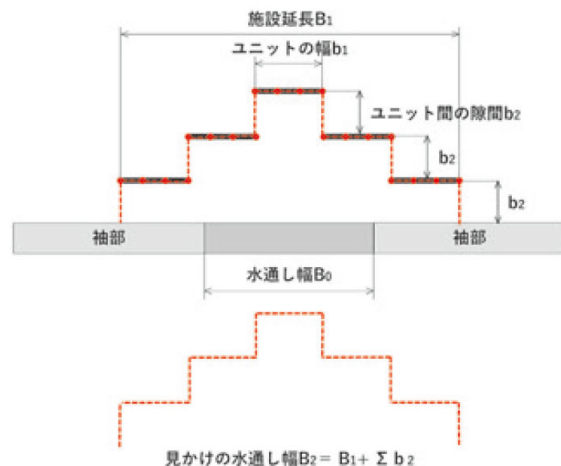 施設延長B₁
ユニットの幅b₁
ユニット間の隙間b₂
b₂
b₂
袖部
袖部
水通し幅B₀
見かけの水通し幅B₂= B₁+ Σ b₂